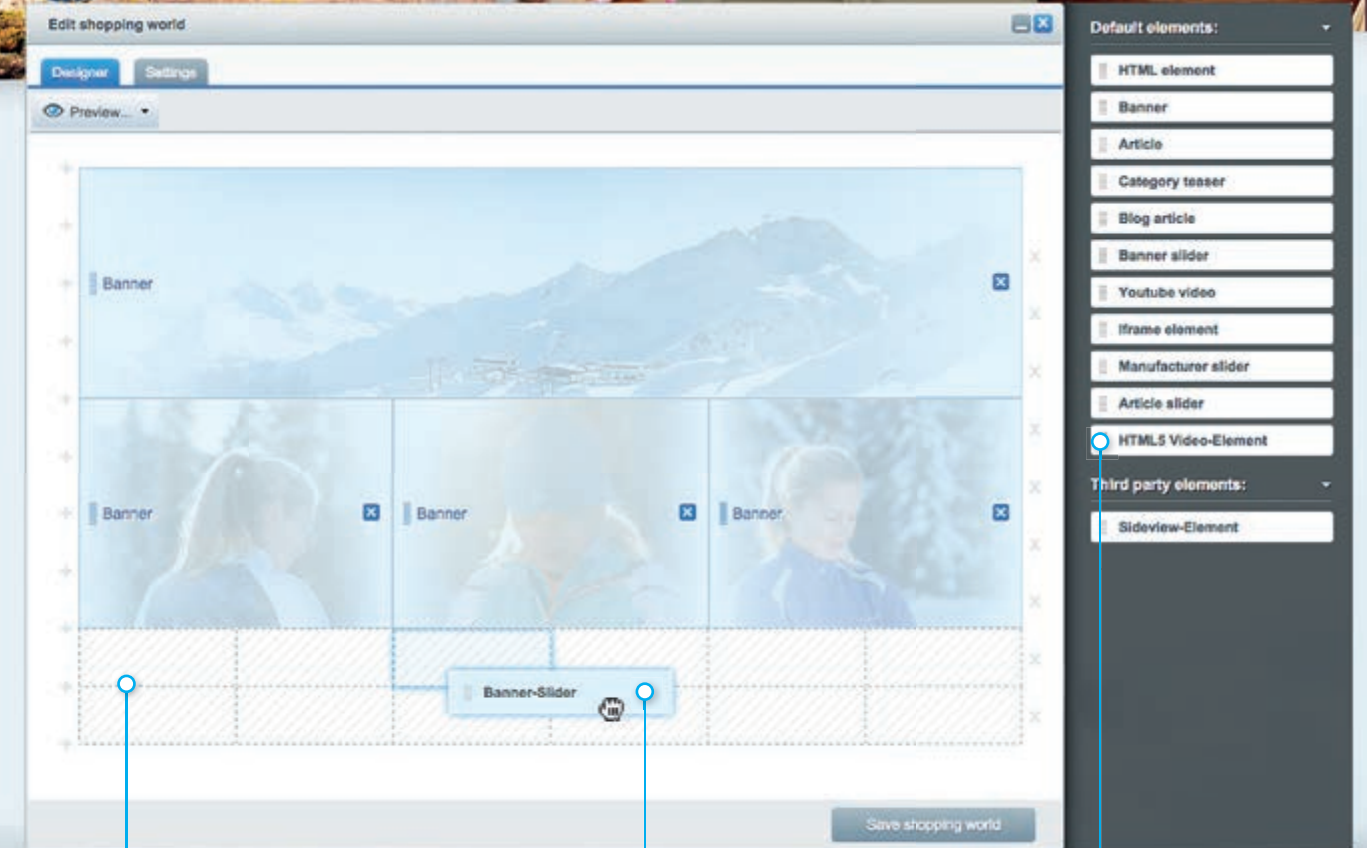 Edit shopping world
Designer
Settings
Preview...
Banner
Banner
Banner
Banner
Banner-Slider
Save shopping world
Default elements:
HTML element
Banner
Article
Category teaser
Blog article
Banner slider
Youtube video
Iframe element
Manufacturer slider
Article slider
HTML5 Video-Element
Third party elements:
Sideview-Element